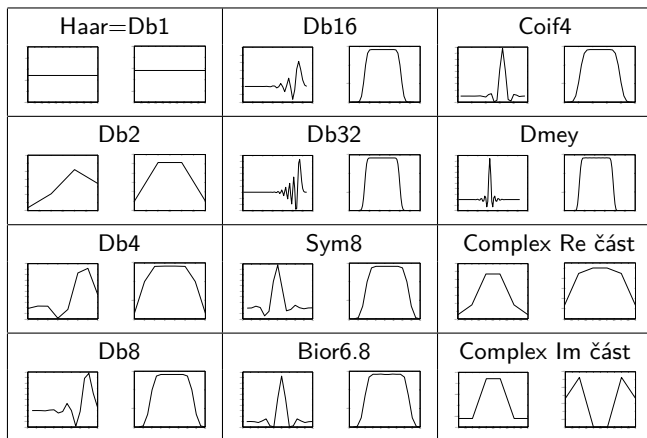 Haar=Db1 Db16 Coif4
Db2 Db32 Dmey
Db4 Sym8 Complex Re část
Db8 Bior6.8 Complex Im část